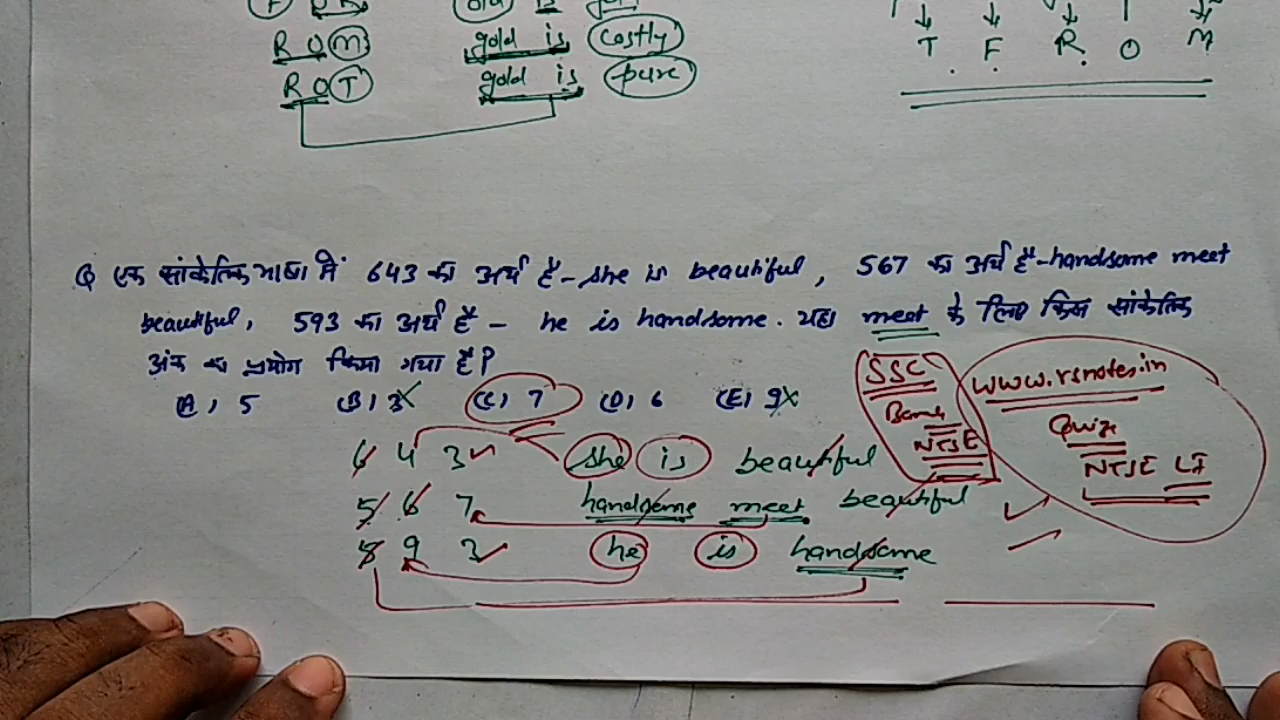 ROM gold is costly
ROT gold is pure
T F R O M
Q एक सांकेतिक भाषा में 643 का अर्थ है - she is beautiful, 567 का अर्थ है - handsome meet
beautiful, 593 का अर्थ है - he is handsome. यहा meet के लिए किस सांकेतिक
अंक का प्रयोग किया गया है?
(A) 5 (B) 3 (C) 7 (D) 6 (E) 9
6 4 3 she is beautiful
5 6 7 handsome meet beautiful
5 9 3 he is handsome
SSC
Bank
NTSE
www.rsnotes.in
Quiz
NTSE